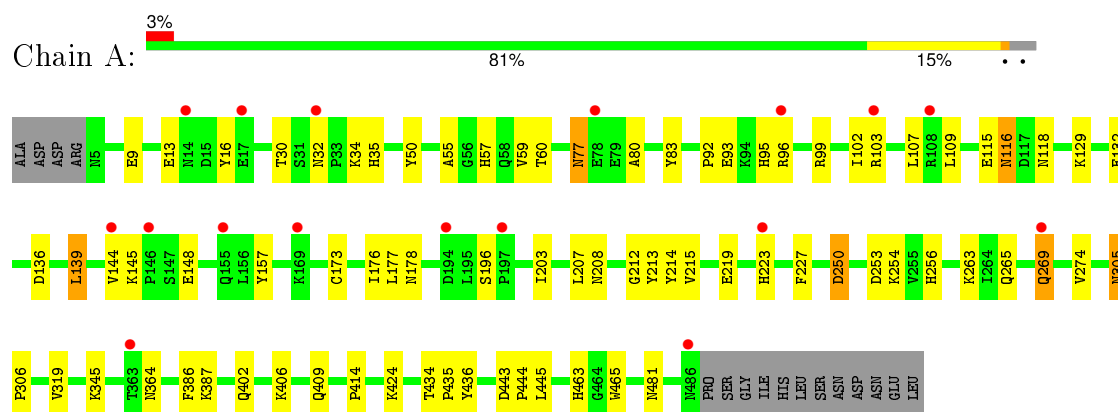 3%
Chain A:
81% 15% • •
ALA ASP ASP ARG N5 E9 E13 N14 D15 Y16 E17 T30 S31 N32 P33 K34 H35 Y50 A55 G56 H57 Q58 V59 T60 N77 E78 E79 A80 Y83 P92 E93 K94 H95 R96 R99 I102 R103 L107 R108 L109 E115 N116 D117 N118 K129
D136 L139 V144 K145 P146 S147 E148 Q155 L156 Y157 K169 C173 I176 L177 N178 D194 L195 S196 P197 I203 L207 N208 G212 Y213 Y214 V215 E219 H223 F227 D250 D253 K254 V255 H256 K263 I264 Q265 Q269 V274 N305
P306 V319 K345 T363 N364 F386 K387 Q402 K406 Q409 P414 K424 T434 P435 Y436 D443 P444 L445 H463 G464 W465 N481 N486 PRO SER GLY ILE HIS LEU SER ASN ASP ASN GLU LEU